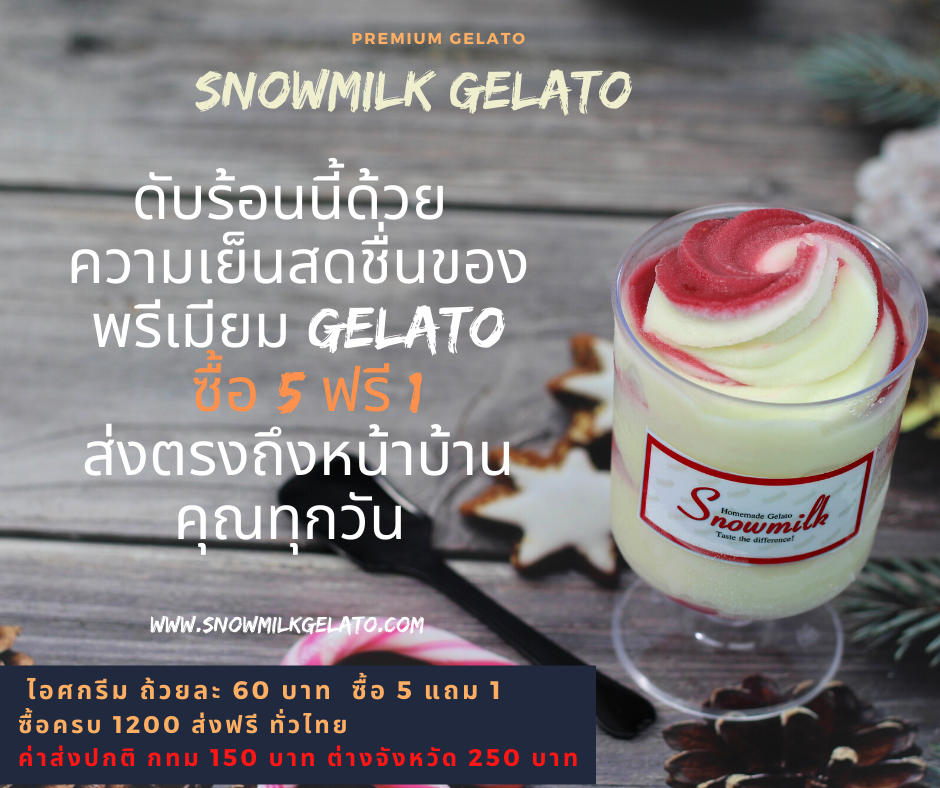 PREMIUM GELATO
SNOWMILK GELATO
ดับร้อนนี้ด้วย
ความเย็นสดชื่นของ
พรีเมียม GELATO
ซื้อ 5 ฟรี 1
ส่งตรงถึงหน้าบ้าน
คุณทุกวัน
WWW.SNOWMILKGELATO.COM
Homemade Gelato
Snowmilk
Taste the difference!
ไอศกรีม ถ้วยละ 60 บาท ซื้อ 5 แถม 1
ซื้อครบ 1200 ส่งฟรี ทั่วไทย
ค่าส่งปกติ กทม 150 บาท ต่างจังหวัด 250 บาท